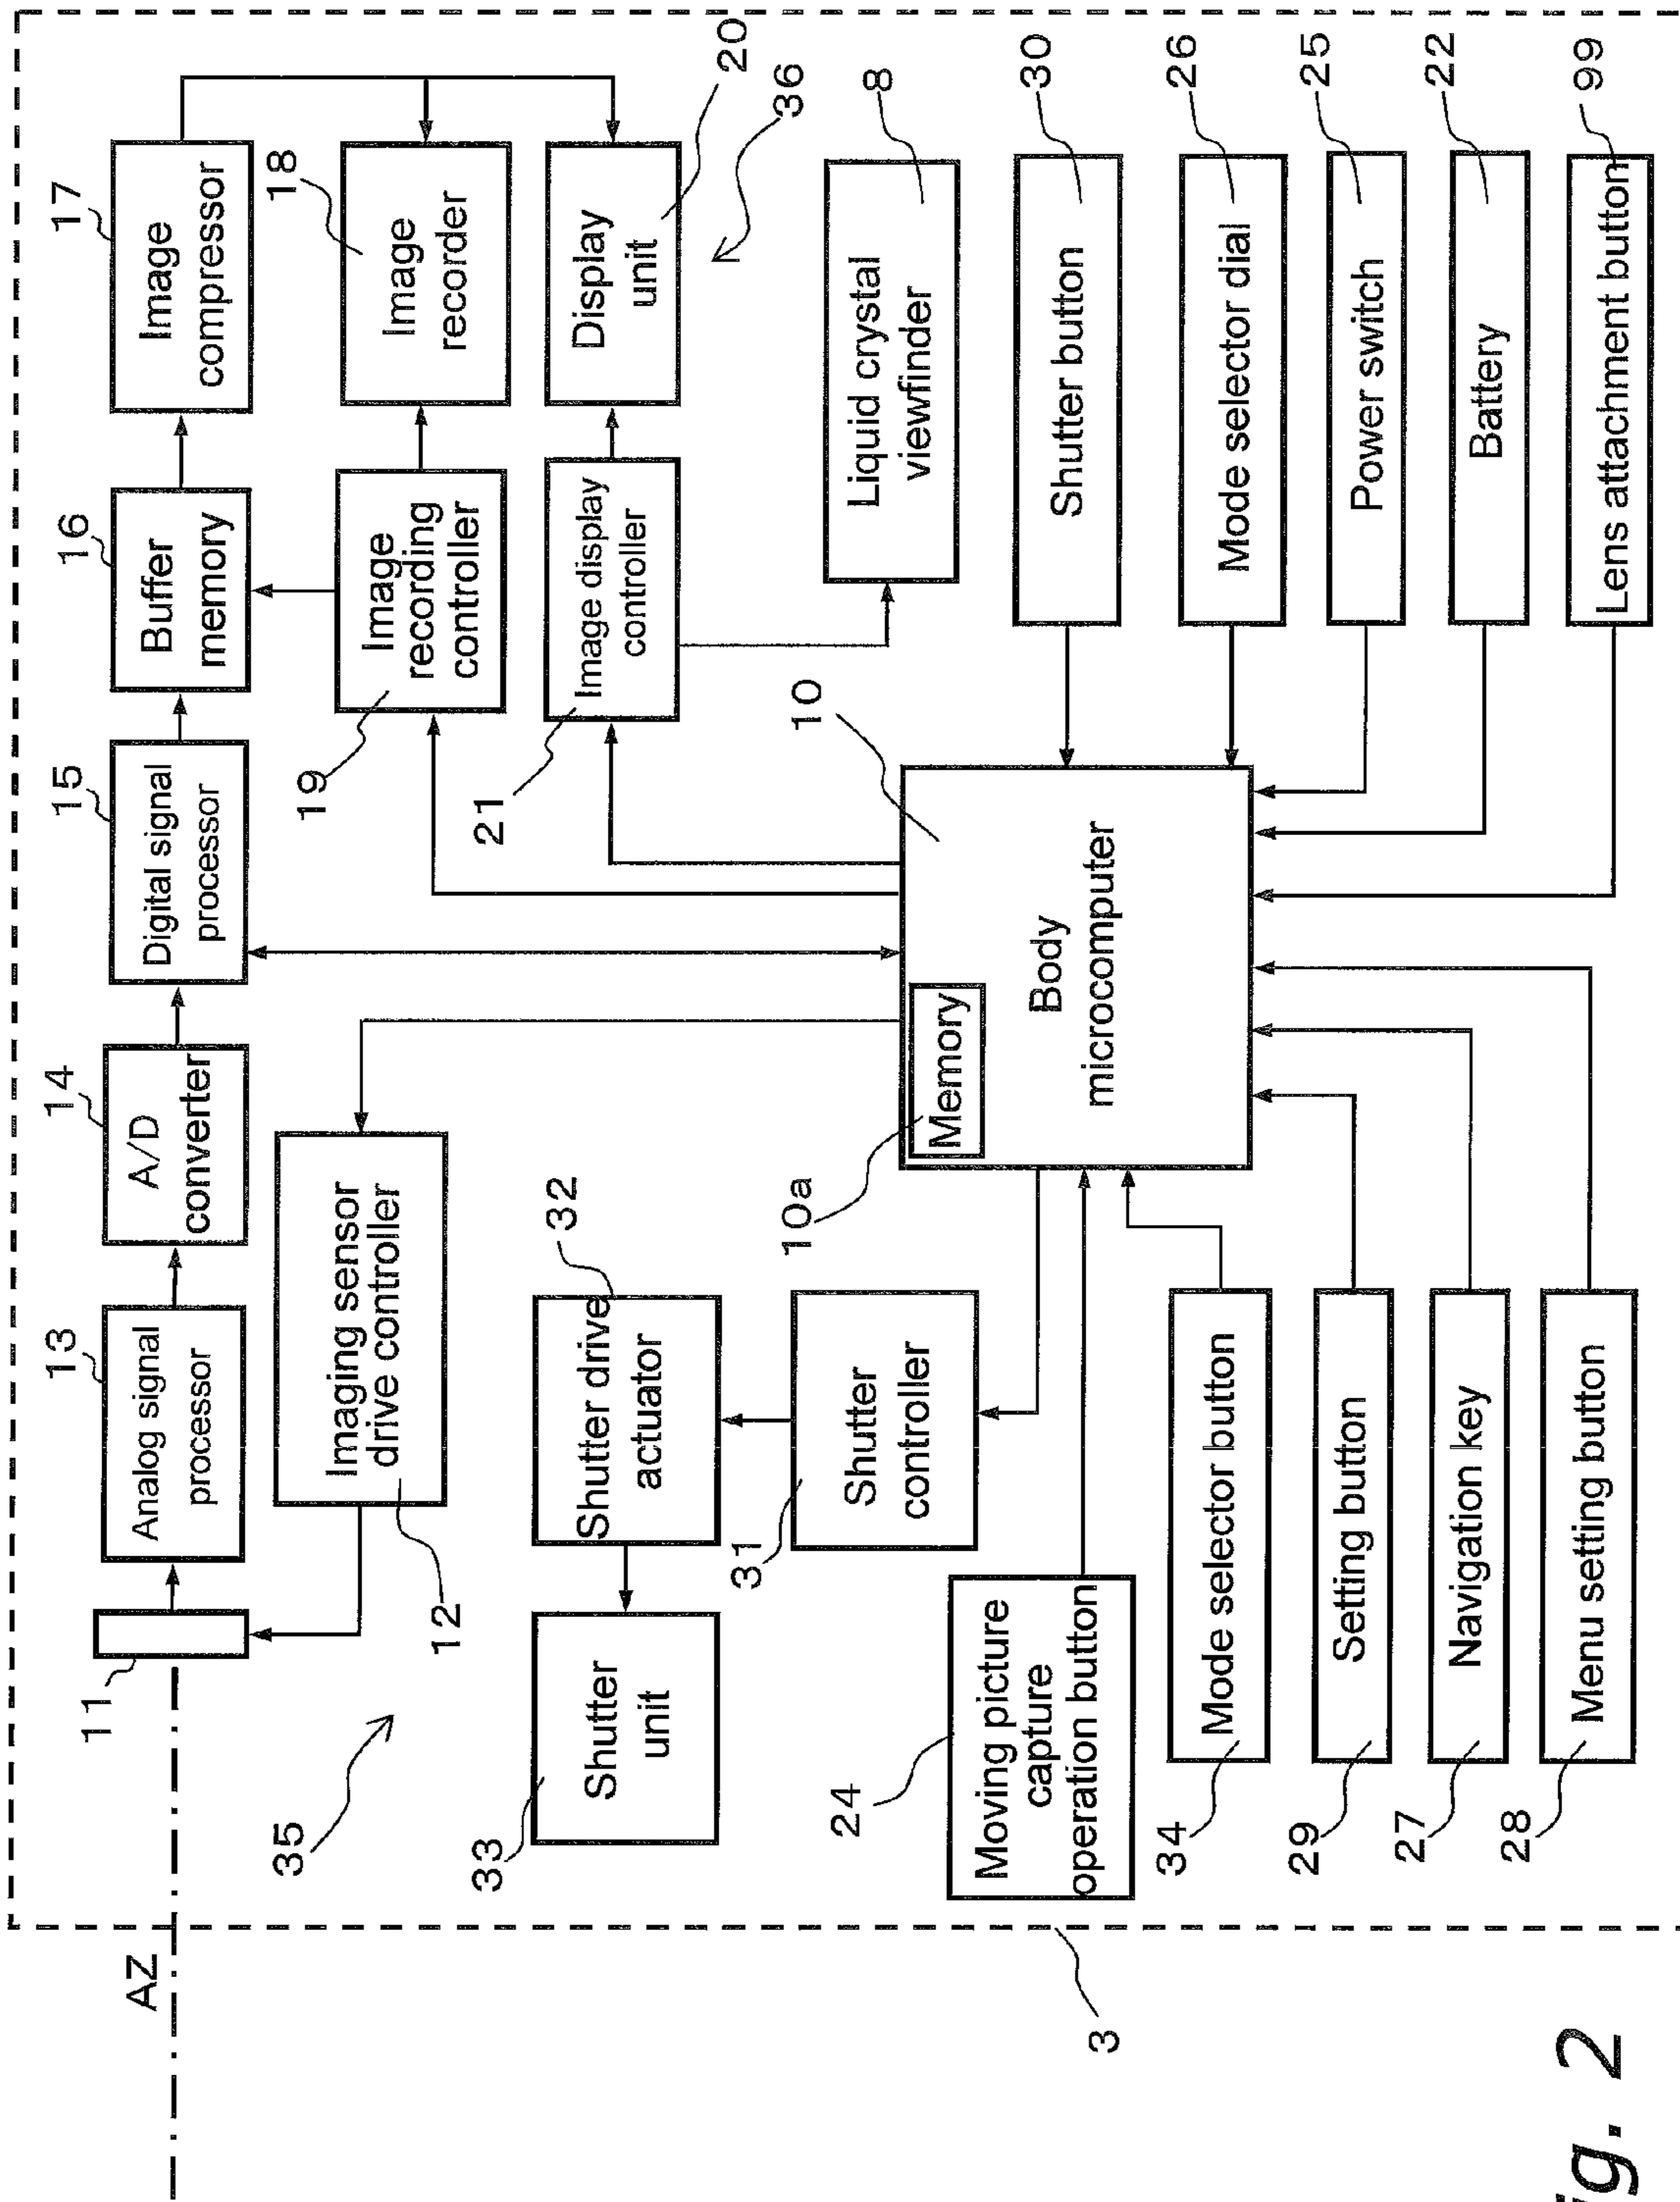 AZ
11
13
Analog signal
processor
14
A/D
converter
15
Digital signal
processor
16
Buffer
memory
17
Image
compressor
35
12
Imaging sensor
drive controller
19
Image
recording
controller
18
Image
recorder
33
Shutter
unit
32
Shutter drive
actuator
21
Image display
controller
Display
unit
20
36
31
Shutter
controller
10a
Memory
10
Body
microcomputer
Liquid crystal
viewfinder
8
24
Moving picture
capture
operation button
Shutter button
30
3
34
Mode selector button
Mode selector dial
26
29
Setting button
Power switch
25
27
Navigation key
Battery
22
28
Menu setting button
Lens attachment button
99
ig. 2